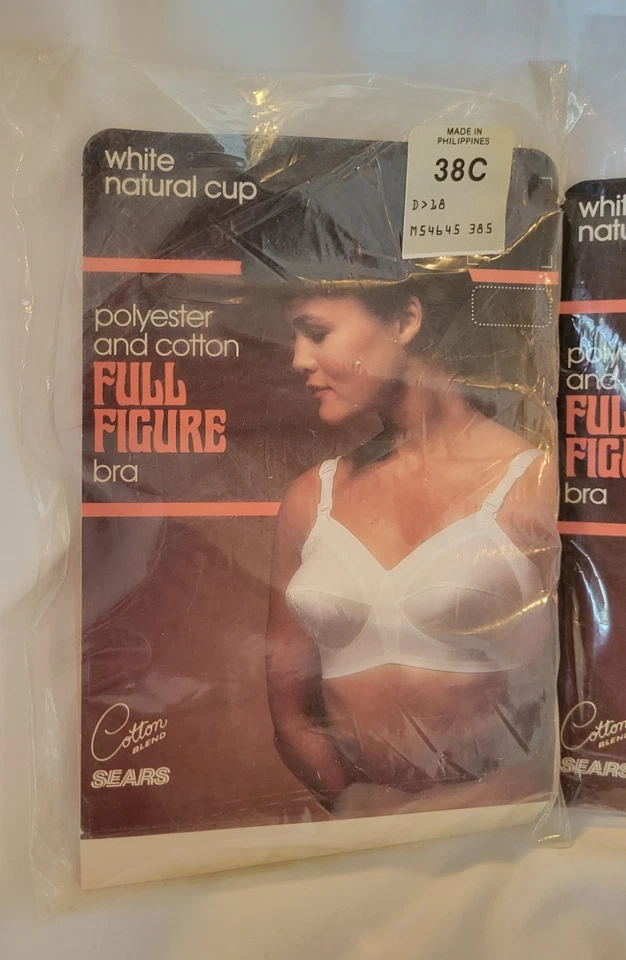 white
natural cup
MADE IN
PHILIPPINES
38C
D>18
M54645 385
polyester
and cotton
FULL
FIGURE
bra
Cotton
BLEND
SEARS
whit
natu
poly
and
FUL
FIGU
bra
Cotton
BLEND
SEARS